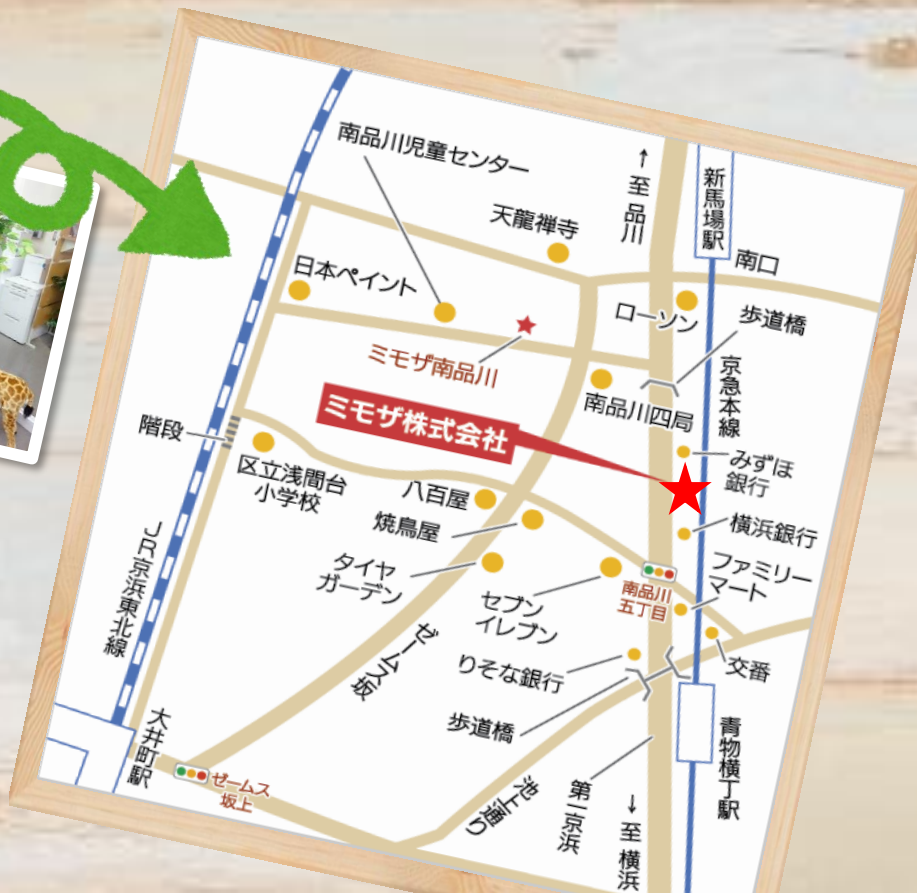 南品川児童センター
↑至 品川
新馬場駅
天龍禅寺
南口
日本ペイント
ローソン
歩道橋
ミモザ南品川
京急本線
南品川四局
ミモザ株式会社
階段
みずほ
銀行
区立浅間台
小学校
八百屋
横浜銀行
焼鳥屋
ファミリー
マート
タイヤ
ガーデン
南品川
五丁目
セブン
イレブン
JR京浜東北線
ゼームス坂
りそな銀行
交番
歩道橋
大井町駅
青物横丁駅
ゼームス
坂上
池上通り
第一京浜
↓至 横浜